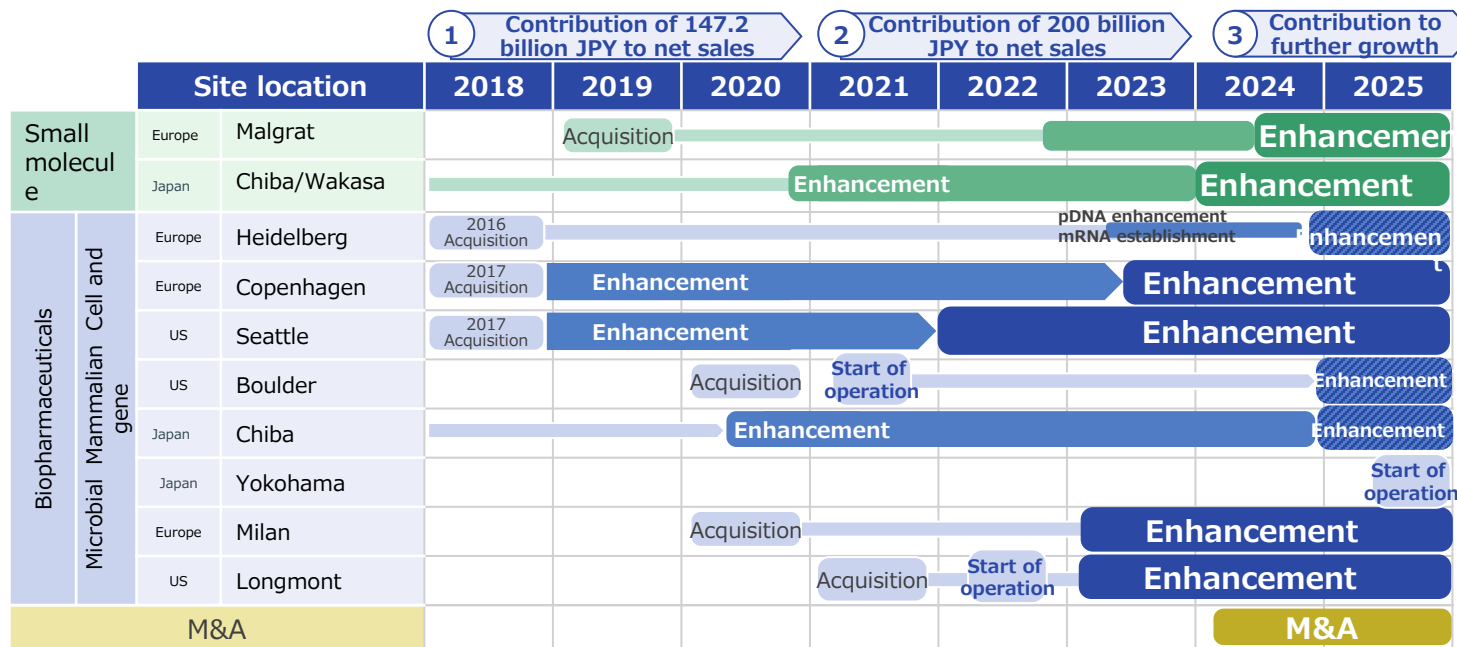 1
Contribution of 147.2
billion JPY to net sales
2
Contribution of 200 billion
JPY to net sales
3
Contribution to
further growth
Site location
2018
2019
2020
2021
2022
2023
2024
2025
Small
molecul
e
Europe
Malgrat
Acquisition
Enhancemen
Japan
Chiba/Wakasa
Enhancement
Enhancement
Biopharmaceuticals
Microbial Mammalian Cell and
gene
Europe
Heidelberg
2016
Acquisition
pDNA enhancement
mRNA establishment
Enhancemen
t
Europe
Copenhagen
2017
Acquisition
Enhancement
Enhancement
US
Seattle
2017
Acquisition
Enhancement
Enhancement
US
Boulder
Acquisition
Start of
operation
Enhancement
Japan
Chiba
Enhancement
Enhancement
Japan
Yokohama
Start of
operation
Europe
Milan
Acquisition
Enhancement
US
Longmont
Acquisition
Start of
operation
Enhancement
M&A
M&A